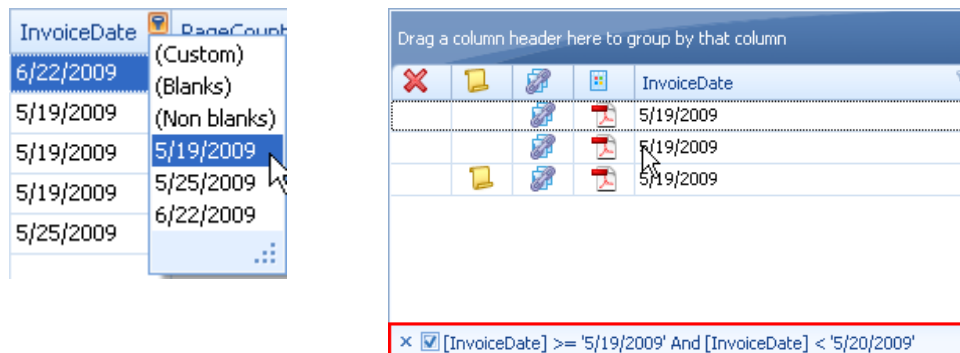 InvoiceDate PageCount
6/22/2009
5/19/2009
5/19/2009
5/19/2009
5/25/2009
(Custom)
(Blanks)
(Non blanks)
5/19/2009
5/25/2009
6/22/2009
Drag a column header here to group by that column
InvoiceDate
5/19/2009
5/19/2009
5/19/2009
[InvoiceDate] >= '5/19/2009' And [InvoiceDate] < '5/20/2009'